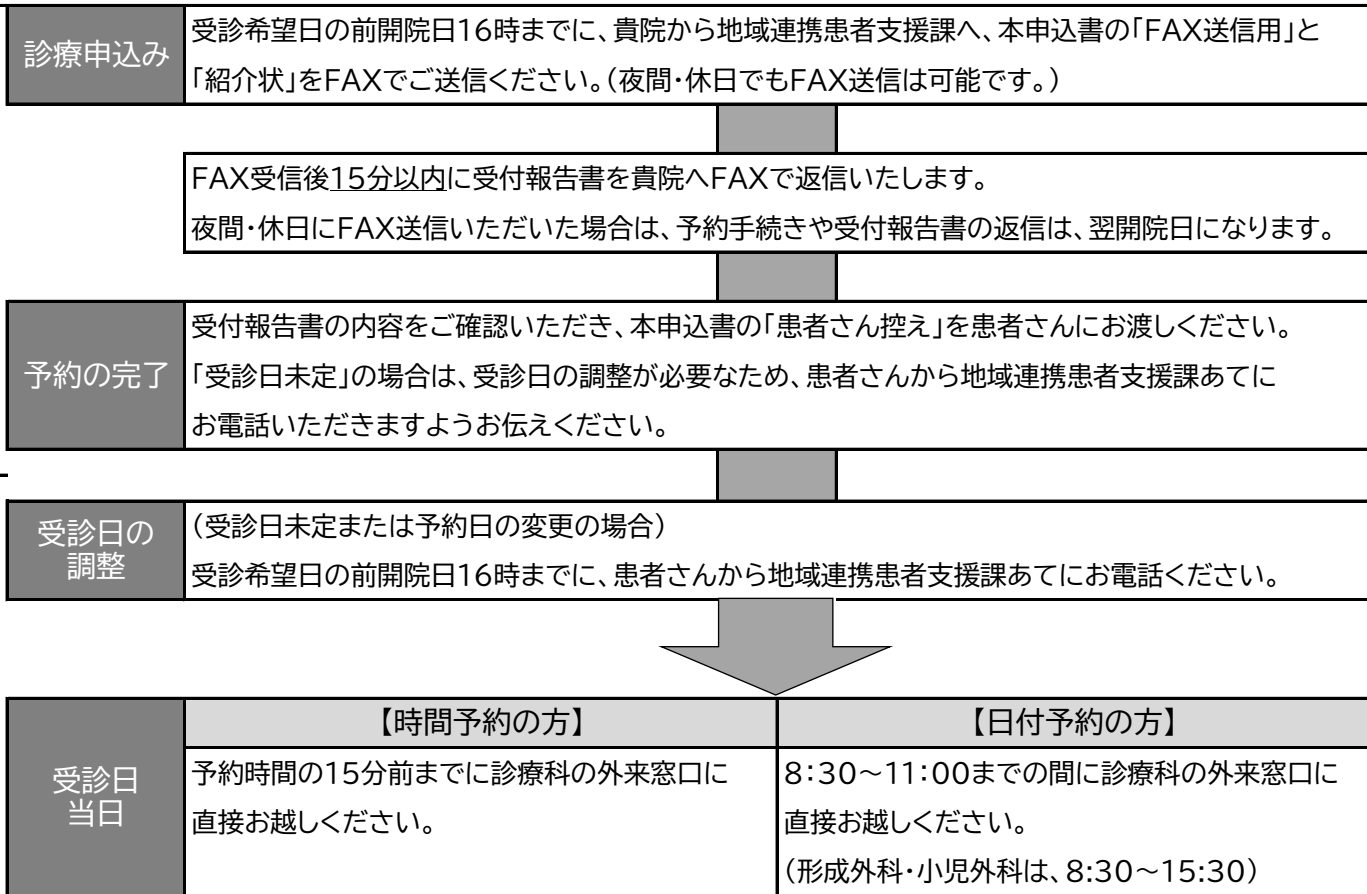 診療申込み
受診希望日の前開院日16時までに、貴院から地域連携患者支援課へ、本申込書の「FAX送信用」と
「紹介状」をFAXでご送信ください。(夜間・休日でもFAX送信は可能です。)
FAX受信後15分以内に受付報告書を貴院へFAXで返信いたします。
夜間・休日にFAX送信いただいた場合は、予約手続きや受付報告書の返信は、翌開院日になります。
予約の完了
受付報告書の内容をご確認いただき、本申込書の「患者さん控え」を患者さんにお渡しください。
「受診日未定」の場合は、受診日の調整が必要なため、患者さんから地域連携患者支援課あてに
お電話いただきますようお伝えください。
受診日の
調整
(受診日未定または予約日の変更の場合)
受診希望日の前開院日16時までに、患者さんから地域連携患者支援課あてにお電話ください。
受診日
当日
【時間予約の方】
予約時間の15分前までに診療科の外来窓口に
直接お越しください。
【日付予約の方】
8:30~11:00までの間に診療科の外来窓口に
直接お越しください。
(形成外科・小児外科は、8:30~15:30)